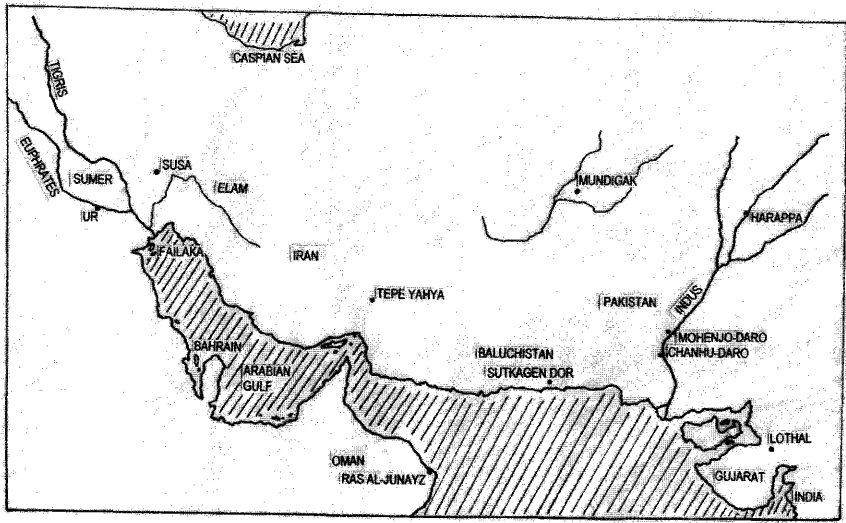 CASPIAN SEA
TIGRIS
EUPHRATES
SUMER
SUSA
ELAM
UR
MUNDIGAK
HARAPPA
FAILAKA
IRAN
TEPE YAHYA
PAKISTAN
INDUS
MOHENJO-DARO
CHANHU-DARO
BAHRAIN
ARABIAN
GULF
BALUCHISTAN
SUTKAGEN DOR
LOTHAL
OMAN
RAS AL-JUNAYZ
GUJARAT
INDIA